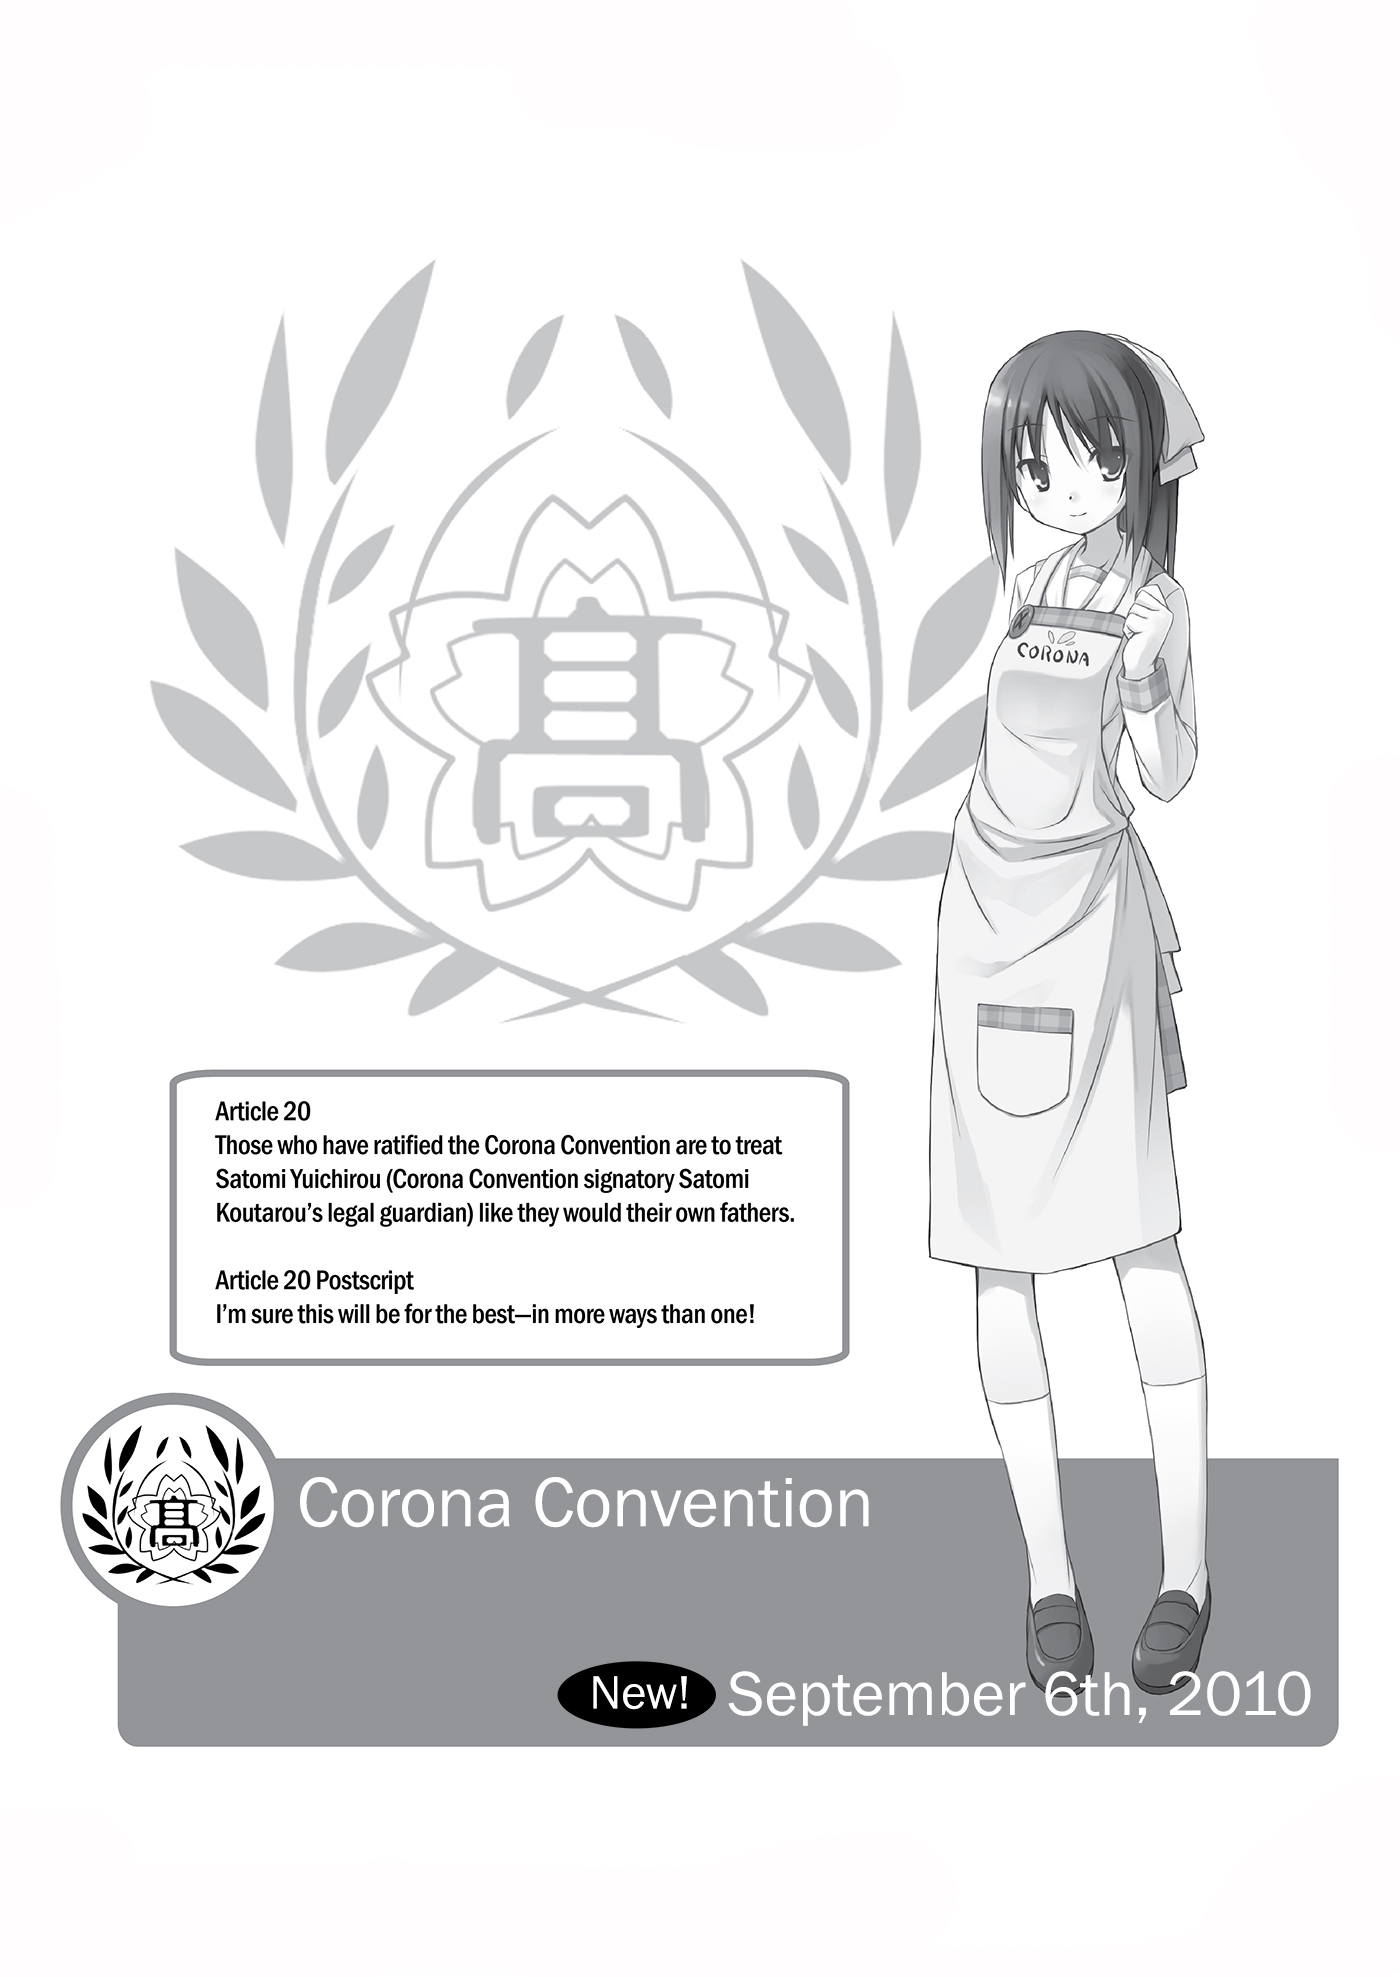 髙
CORONA
Article 20
Those who have ratified the Corona Convention are to treat
Satomi Yuichirou (Corona Convention signatory Satomi
Koutarou’s legal guardian) like they would their own fathers.
Article 20 Postscript
I’m sure this will be for the best—in more ways than one!
髙
Corona Convention
New! September 6th, 2010